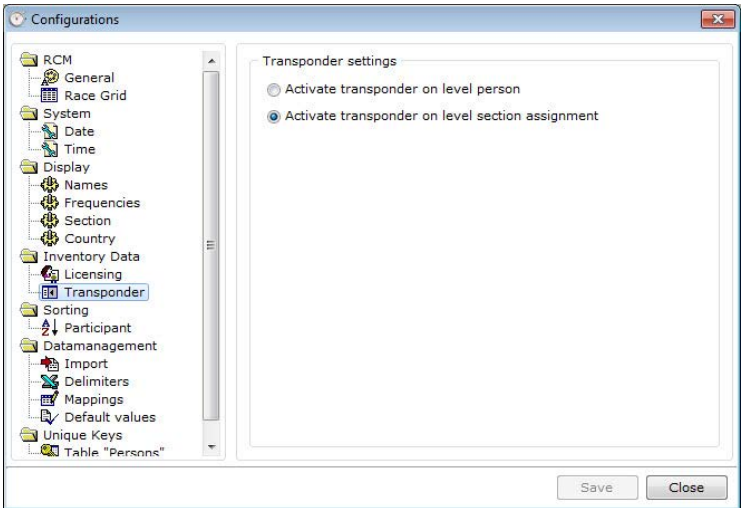 Configurations
RCM
General
Race Grid
System
Date
Time
Display
Names
Frequencies
Section
Country
Inventory Data
Licensing
Transponder
Sorting
Participant
Datamanagement
Import
Delimiters
Mappings
Default values
Unique Keys
Table "Persons"
Transponder settings
Activate transponder on level person
Activate transponder on level section assignment
Save
Close